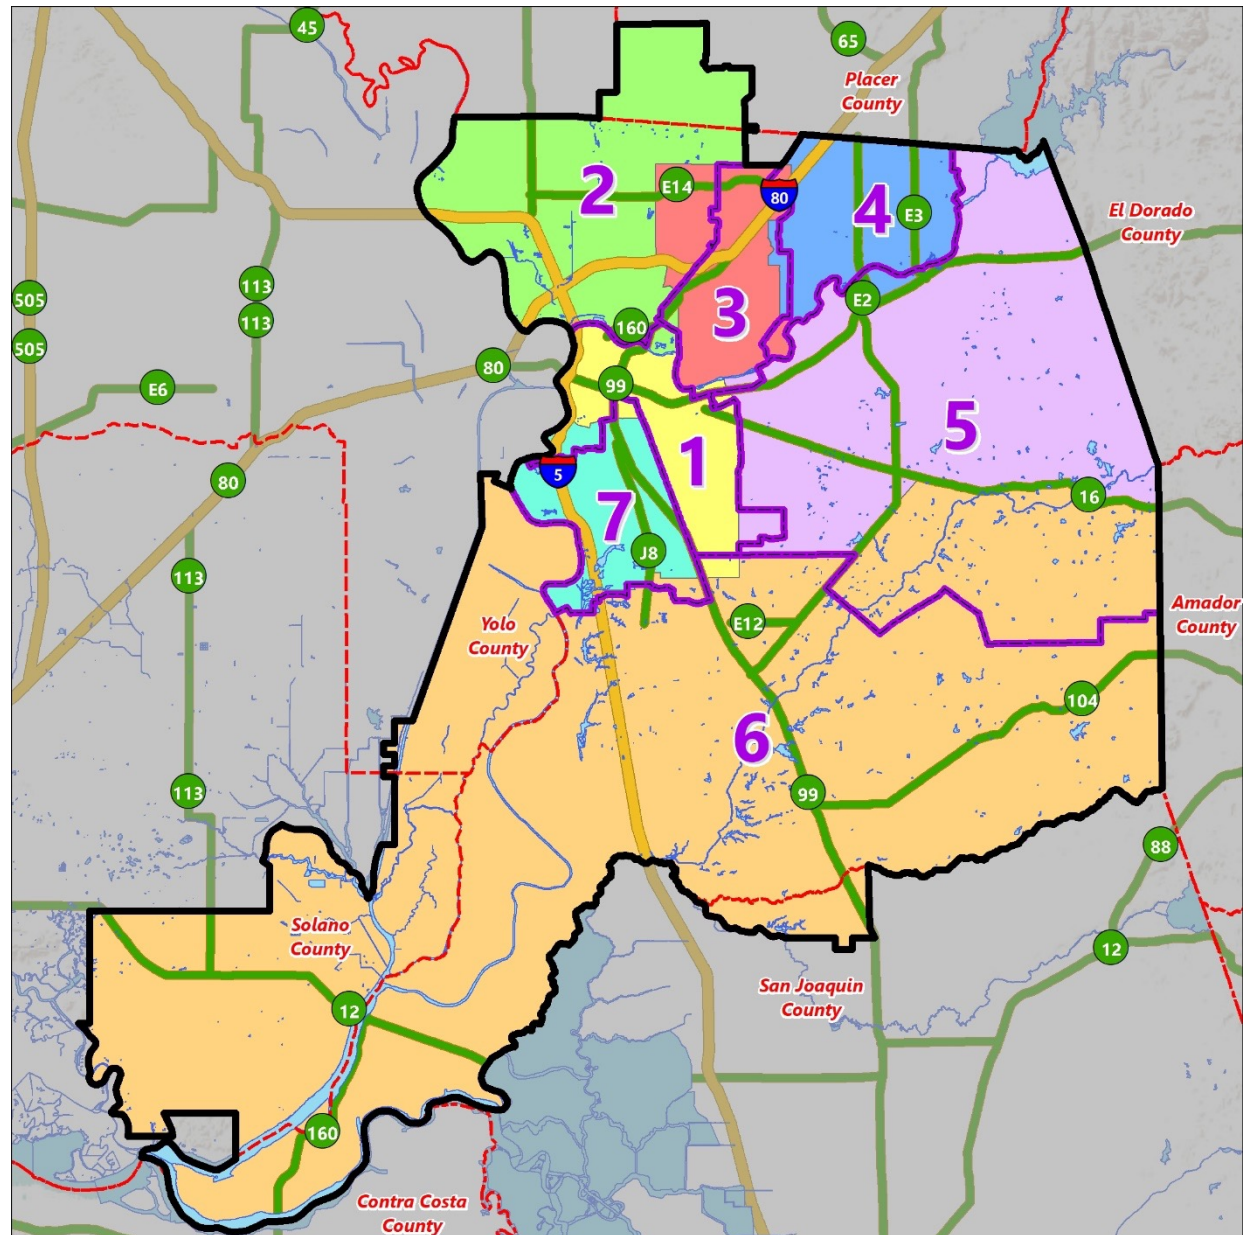 45
65
Placer
County
2
E14
80
4
E3
El Dorado
County
505
113
113
505
E2
160
3
80
E6
99
5
1
5
80
16
7
J8
113
Yolo
County
E12
Amador
County
104
6
99
113
88
Solano
County
12
12
San Joaquin
County
160
Contra Costa
County